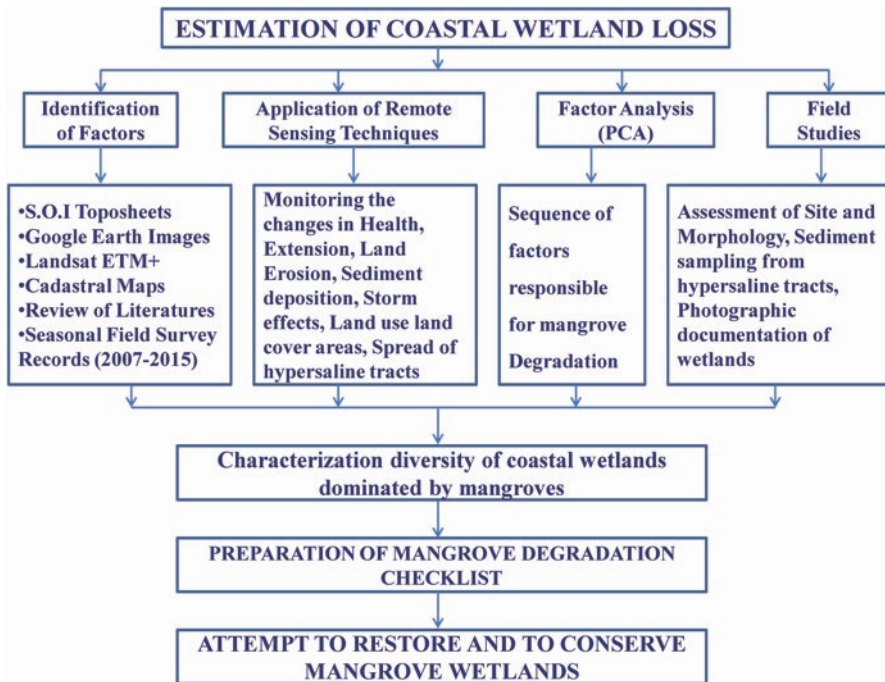 ESTIMATION OF COASTAL WETLAND LOSS
Identification
of Factors
Application of Remote
Sensing Techniques
Factor Analysis
(PCA)
Field
Studies
•S.O.I Toposheets
•Google Earth Images
•Landsat ETM+
•Cadastral Maps
•Review of Literatures
•Seasonal Field Survey
Records (2007-2015)
Monitoring the
changes in Health,
Extension, Land
Erosion, Sediment
deposition, Storm
effects, Land use land
cover areas, Spread of
hypersaline tracts
Sequence of
factors
responsible
for mangrove
Degradation
Assessment of Site and
Morphology, Sediment
sampling from
hypersaline tracts,
Photographic
documentation of
wetlands
Characterization diversity of coastal wetlands
dominated by mangroves
PREPARATION OF MANGROVE DEGRADATION
CHECKLIST
ATTEMPT TO RESTORE AND TO CONSERVE
MANGROVE WETLANDS